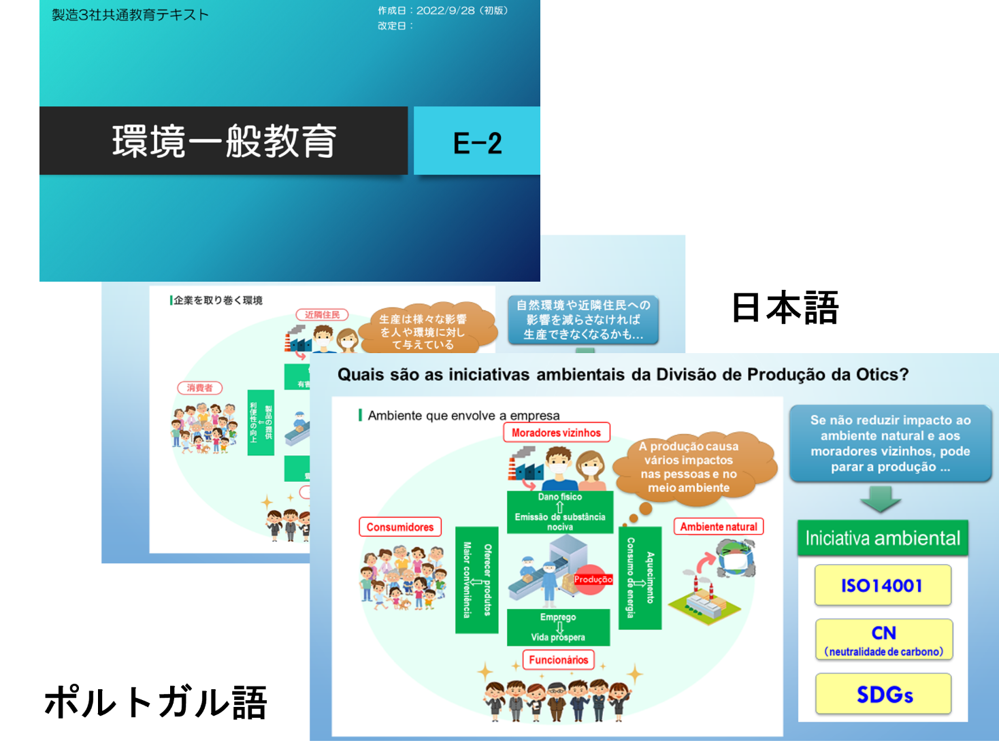 製造3社共通教育テキスト
作成日：2022/9/28（初版）
改定日：
環境一般教育
E-2
企業を取り巻く環境
近隣住民
生産は様々な影響
を人や環境に対し
て与えている
自然環境や近隣住民への
影響を減らさなければ
生産できなくなるかも…
日本語
消費者
有害
製品の提供
⇐
利便性の向上
Quais são as iniciativas ambientais da Divisão de Produção da Otics?
Ambiente que envolve a empresa
Moradores vizinhos
A produção causa
vários impactos
nas pessoas e no
meio ambiente
Se não reduzir impacto ao
ambiente natural e aos
moradores vizinhos, pode
parar a produção ...
Dano físico
Emissão de substância
nociva
Consumidores
Oferecer produtos
Maior conveniência
Produção
Aquecimento
Consumo de energia
Ambiente natural
Emprego
Vida próspera
Funcionários
Iniciativa ambiental
ISO14001
CN
（neutralidade de carbono）
SDGs
ポルトガル語